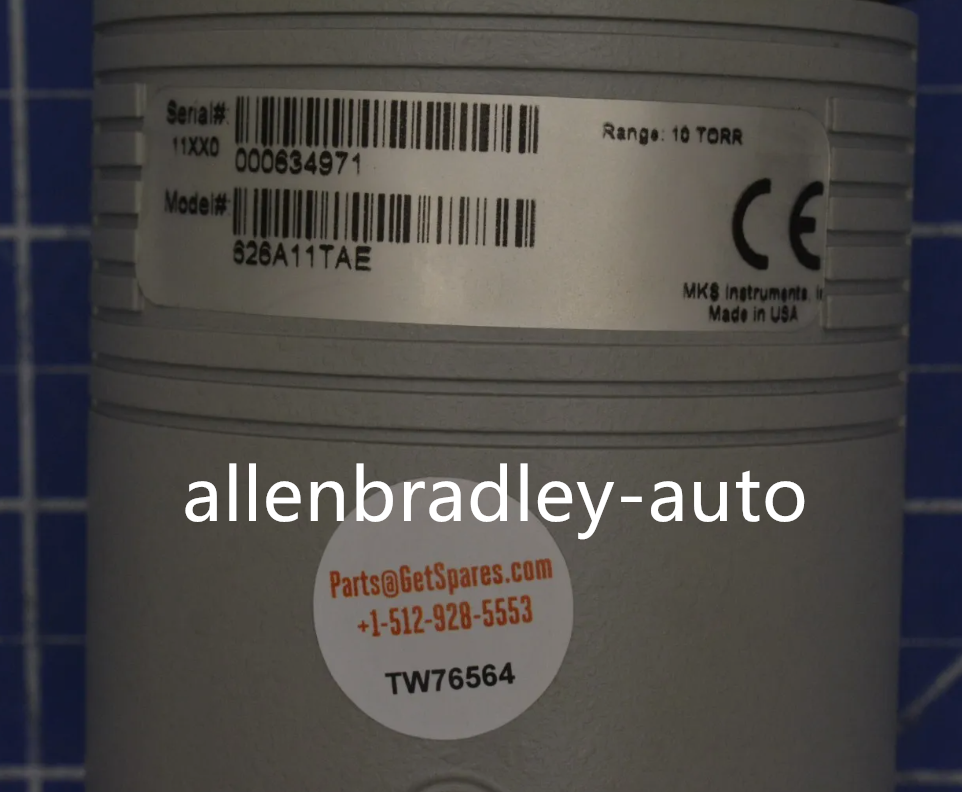 Serial#:
11XX0
000634971
Range: 10 TORR
Model#:
626A11TAE
CE
MKS Instruments,
Made in USA
allenbradley-auto
Parts@GetSpares.com
+1-512-928-5553
TW76564